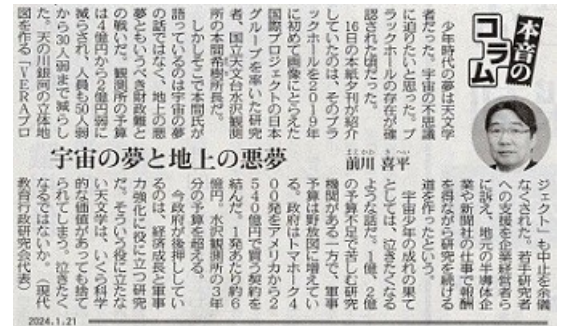 本音の
コラム
前川 喜平
まえかわ きへい
宇宙の夢と地上の悪夢
少年時代の夢は天文学
者だった。宇宙の不思議
に迫りたいと思った。ブ
ラックホールの存在が確
認された頃だった。
16日の本紙夕刊が紹介
していたのは、そのブラ
ックホールを2019年
に初めて画像にとらえた
国際プロジェクトの日本
グループを率いた研究
者、国立天文台水沢観測
所の本間希樹所長だ。
しかしそこで本間氏が
語っているのは宇宙の夢
の話ではなく、地上の悪
夢ともいうべき財政難と
の戦いだ。観測所の予算
は4億円から2億円弱に
減らされ、人員も50人弱
から30人弱まで減らし
た。天の川銀河の立体地
図を作る「VERAプロ
ジェクト」も中止を余儀
なくされた。若手研究者
への支援を企業経営者ら
に訴え、地元の半導体企
業や新聞社の仕事で報酬
を得ながら研究を続ける
道を作ったという。
宇宙少年の成れの果て
としては、泣きたくなる
ような話だ。1億、2億
の予算不足で苦しむ研究
機関がある一方で、軍事
予算は野放図に増えてい
る。政府はトマホーク4
00発をアメリカから2
540億円で買う契約を
結んだ。1発あたり約6
億円。水沢観測所の3年
分の予算を超える。
今政府が後押ししてい
るのは、経済成長と軍事
力強化に役に立つ研究
だ。そういう役に立たな
い天文学は、いくら科学
的な価値があっても捨て
られてしまう。泣きたく
なるではないか。(現代
教育行政研究会代表)
2024.1.21